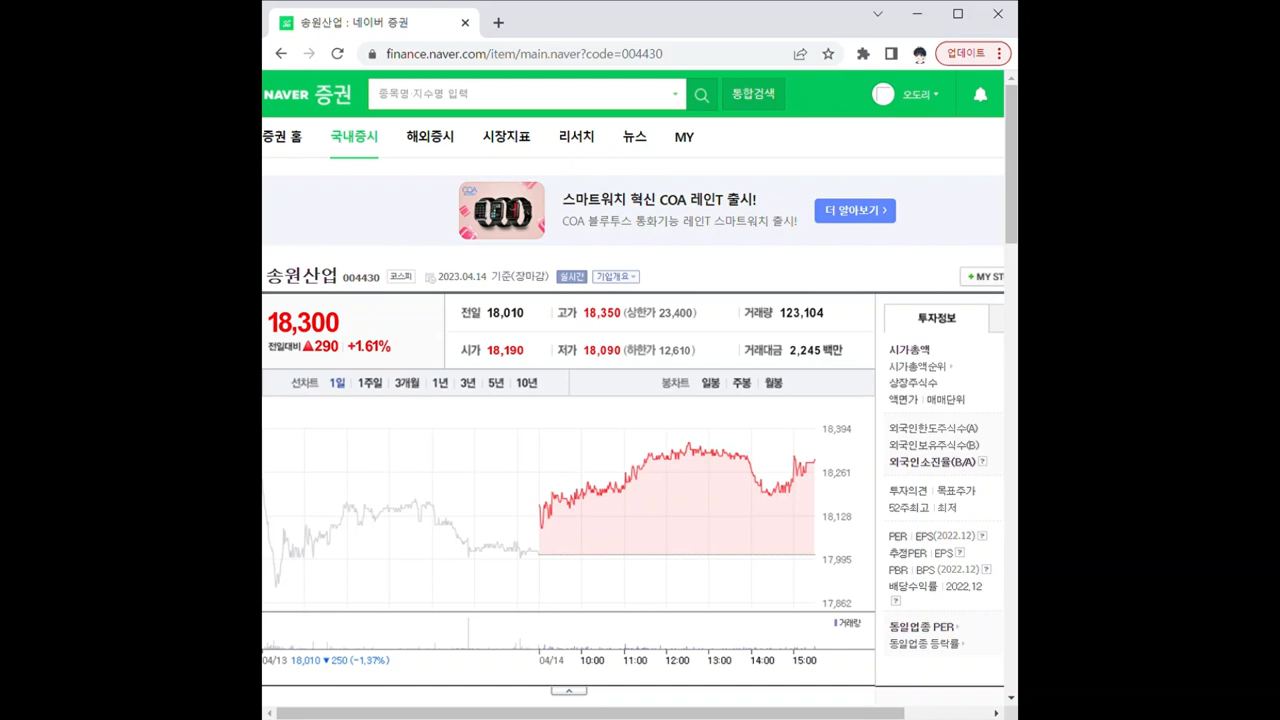 송원산업 : 네이버 증권
finance.naver.com/item/main.naver?code=004430
업데이트
NAVER 증권
종목명 지수명 입력
통합검색
오도리
증권 홈 국내증시 해외증시 시장지표 리서치 뉴스 MY
COA
스마트워치 혁신 COA 레인T 출시!
COA 블루투스 통화기능 레인T 스마트워치 출시!
더 알아보기 >
송원산업 004430 코스피 2023.04.14 기준(장마감) 실시간 기업개요
+ MY ST
18,300
전일대비 ▲290 +1.61%
전일 18,010 고가 18,350 (상한가 23,400) 거래량 123,104
시가 18,190 저가 18,090 (하한가 12,610) 거래대금 2,245 백만
선차트 1일 1주일 3개월 1년 3년 5년 10년 봉차트 일봉 주봉 월봉
18,394
18,261
18,128
17,995
17,862
거래량
04/13 18,010 ▼250 (-1.37%) 04/14 10:00 11:00 12:00 13:00 14:00 15:00
투자정보
시가총액
시가총액순위
상장주식수
액면가 | 매매단위
외국인한도주식수(A)
외국인보유주식수(B)
외국인소진율(B/A) ?
투자의견 | 목표주가
52주최고 | 최저
PER | EPS(2022.12) ?
추정PER | EPS ?
PBR | BPS (2022.12) ?
배당수익률 | 2022.12
?
동일업종 PER
동일업종 등락률